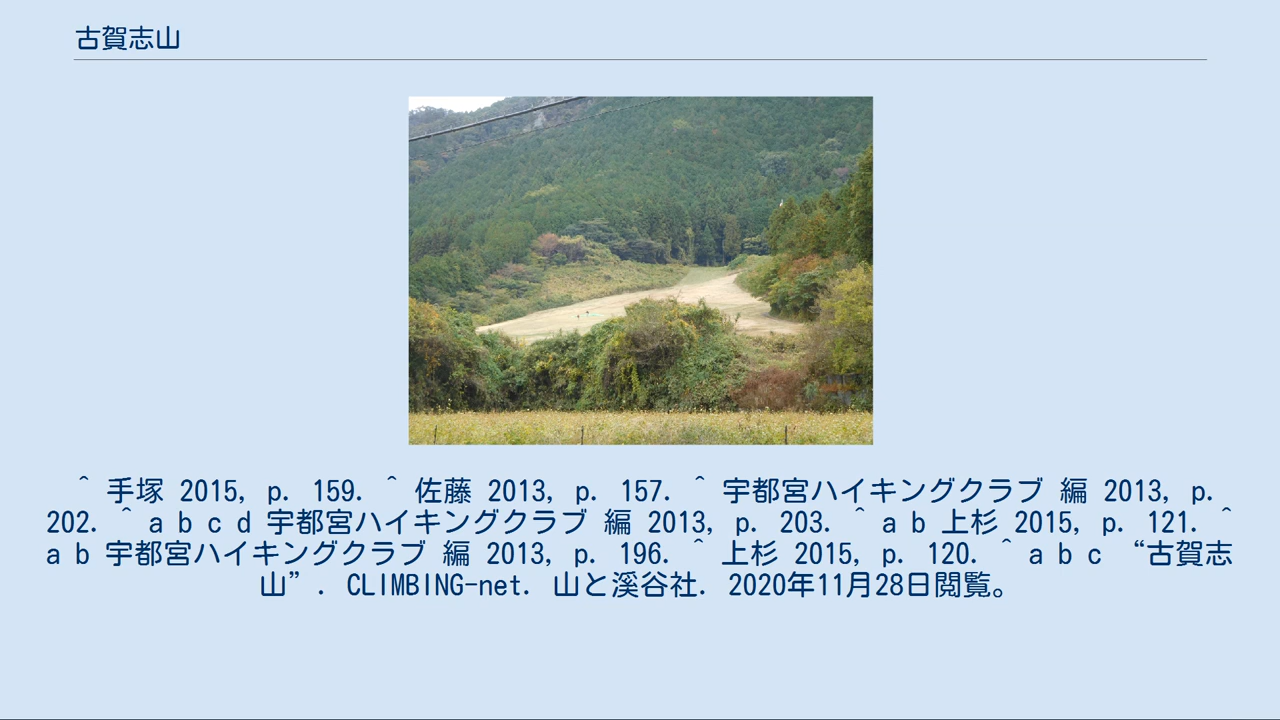 古賀志山
^ 手塚 2015, p. 159. ^ 佐藤 2013, p. 157. ^ 宇都宮ハイキングクラブ 編 2013, p.
202. ^ a b c d 宇都宮ハイキングクラブ 編 2013, p. 203. ^ a b 上杉 2015, p. 121. ^
a b 宇都宮ハイキングクラブ 編 2013, p. 196. ^ 上杉 2015, p. 120. ^ a b c “古賀志
山”. CLIMBING-net. 山と溪谷社. 2020年11月28日閲覧。